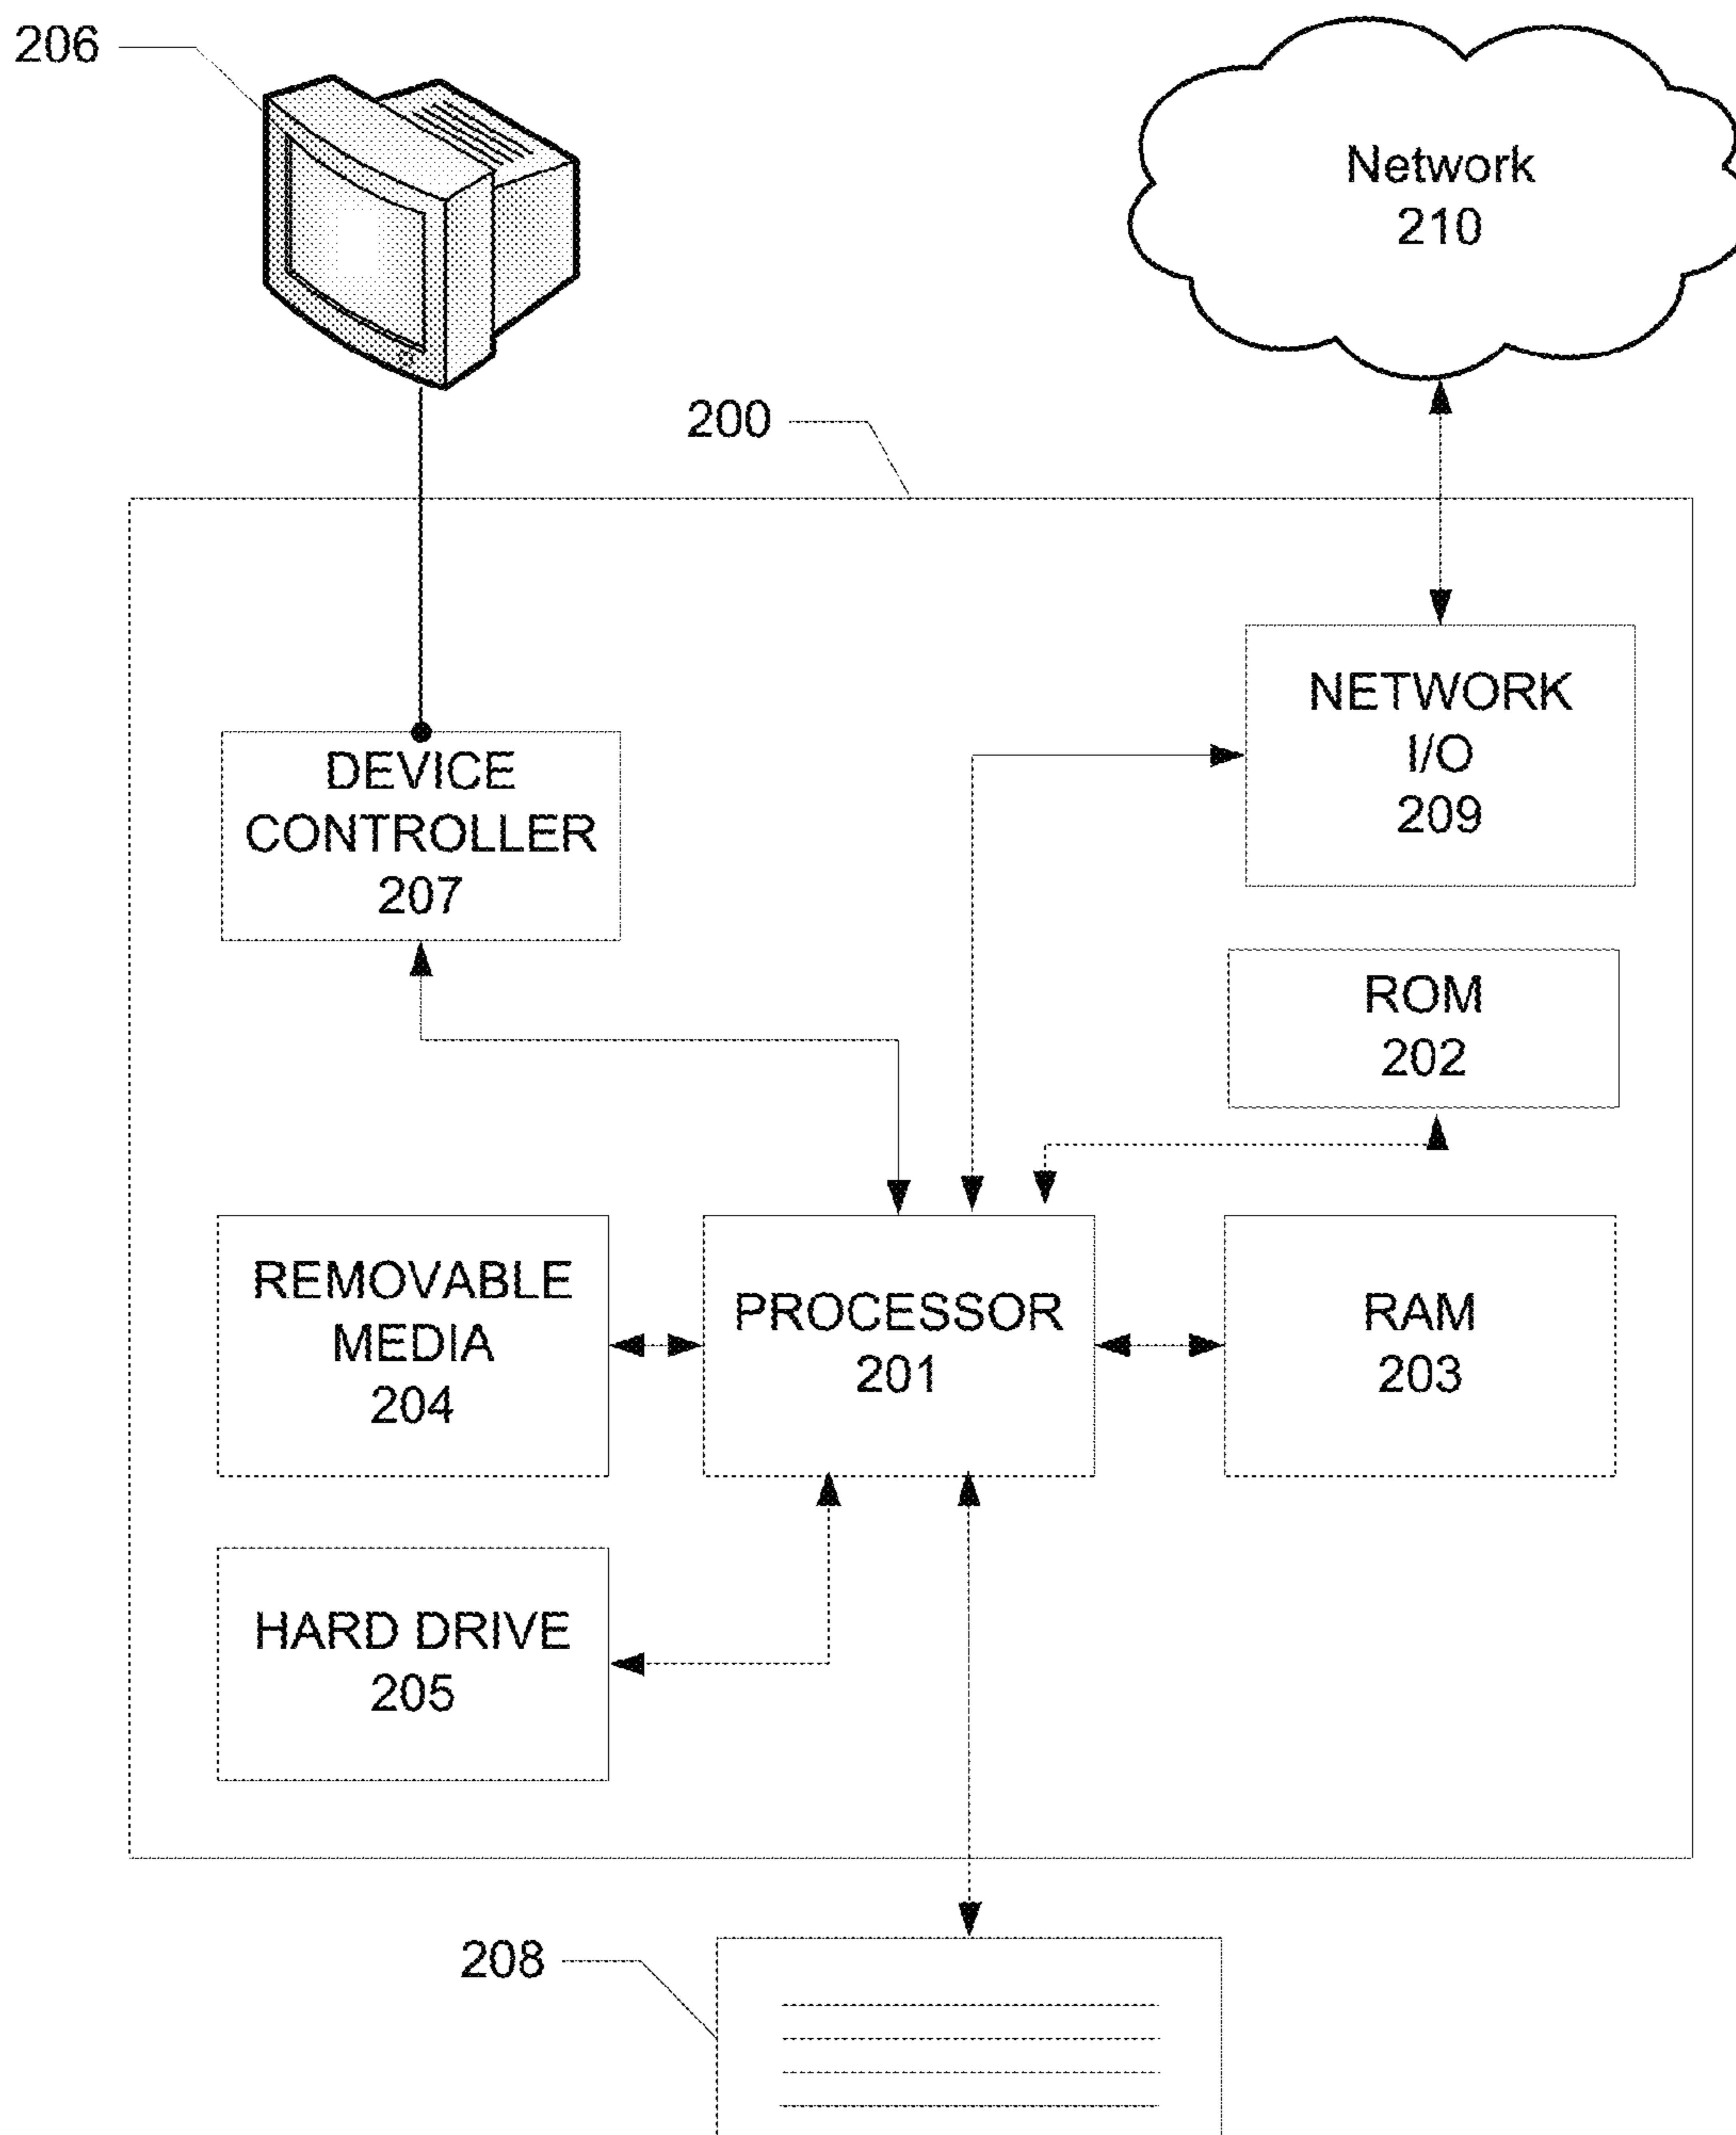 206
Network
210
200
NETWORK
I/O
209
DEVICE
CONTROLLER
207
ROM
202
REMOVABLE
MEDIA
204
PROCESSOR
201
RAM
203
HARD DRIVE
205
208